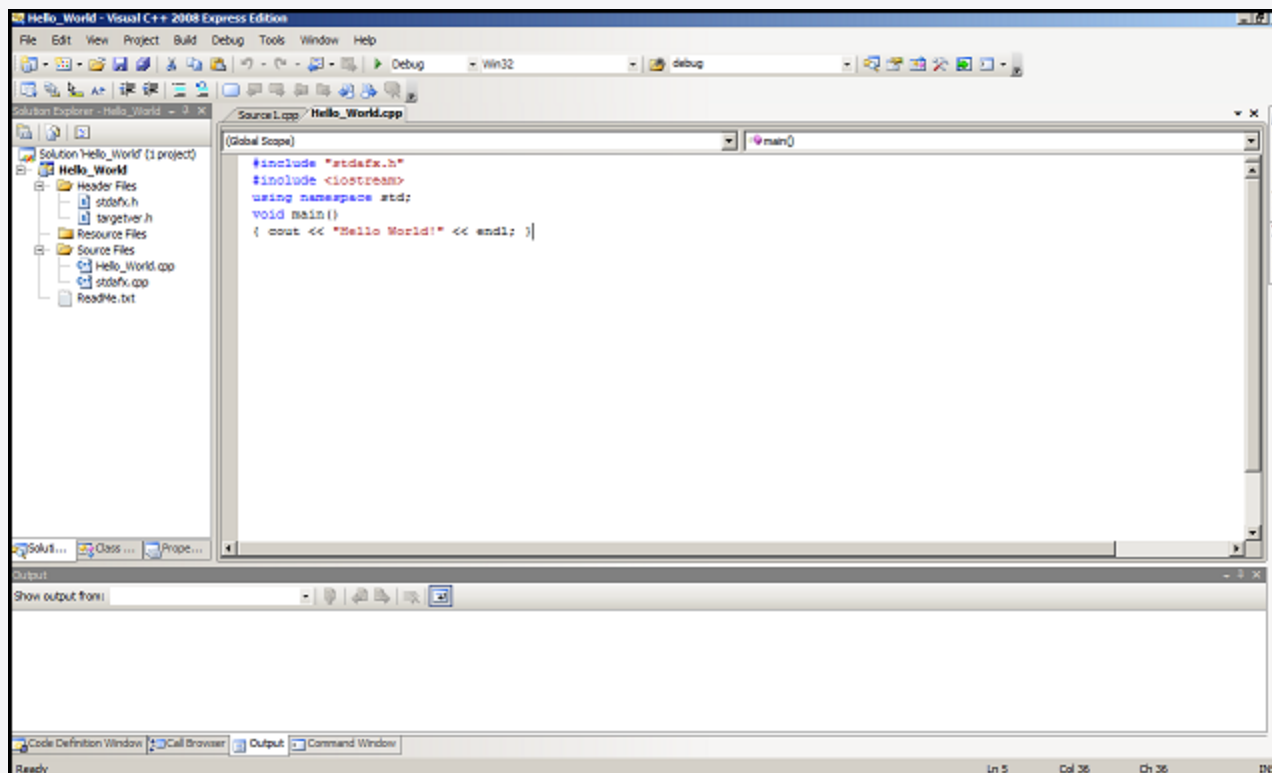 Hello_World - Visual C++ 2008 Express Edition
File Edit View Project Build Debug Tools Window Help
Debug Win32 debug
Solution Explorer - Hello_World
Source1.cpp Hello_World.cpp
(Global Scope) main()
Solution 'Hello_World' (1 project)
Hello_World
Header Files
stdafx.h
targetver.h
Resource Files
Source Files
Hello_World.cpp
stdafx.cpp
ReadMe.txt
#include "stdafx.h"
#include <iostream>
using namespace std;
void main()
{ cout << "Hello World!" << endl; }
Soluti... Class ... Prope...
Output
Show output from:
Code Definition Window Call Browser Output Command Window
Ready Ln 5 Col 36 Ch 36 IN